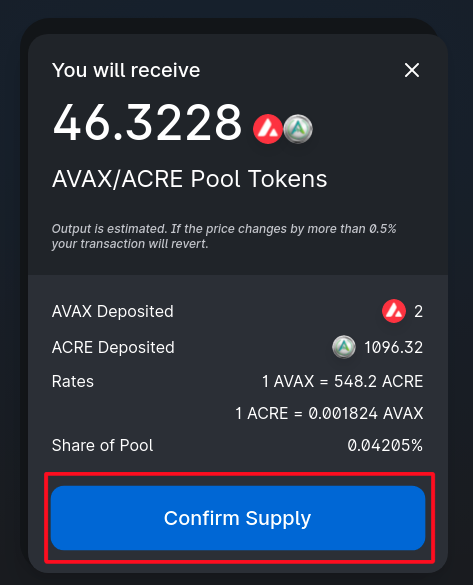 You will receive
46.3228
AVAX/ACRE Pool Tokens
Output is estimated. If the price changes by more than 0.5%
your transaction will revert.
AVAX Deposited 2
ACRE Deposited 1096.32
Rates 1 AVAX = 548.2 ACRE
1 ACRE = 0.001824 AVAX
Share of Pool 0.04205%
Confirm Supply